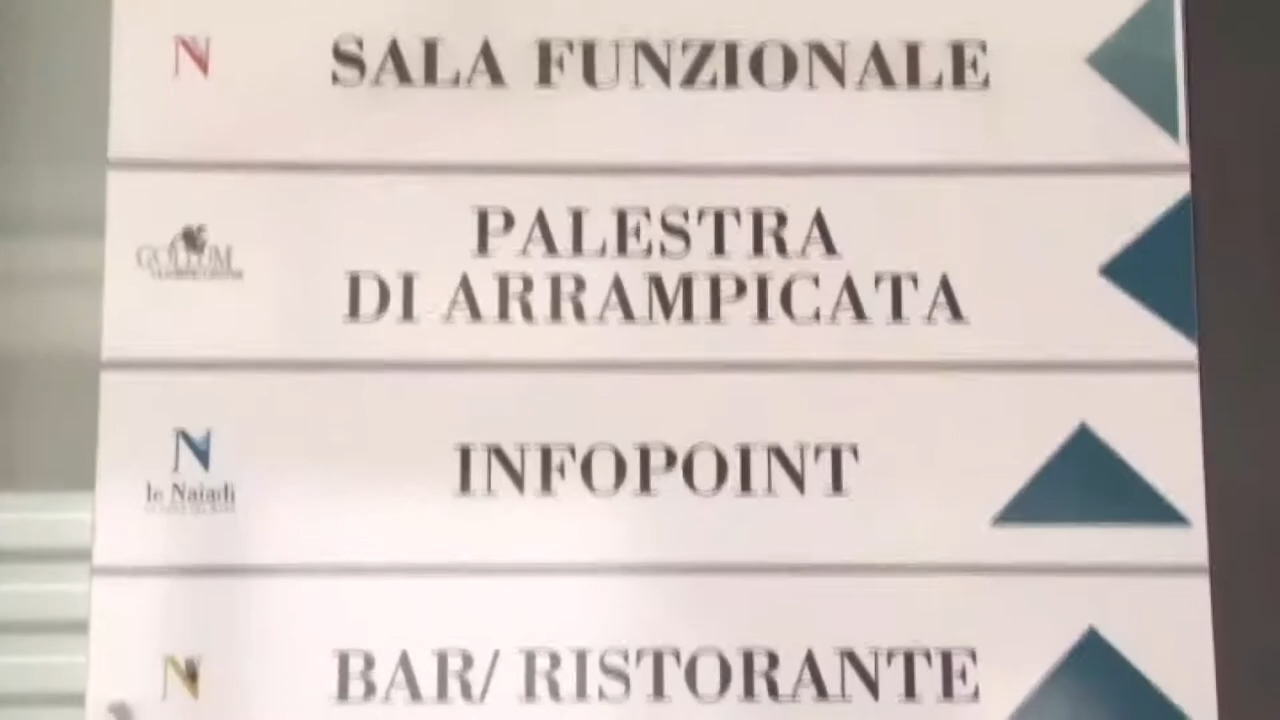 N
SALA FUNZIONALE
PALESTRA
DI ARRAMPICATA
N
le Naiadi
INFOPOINT
N
BAR/ RISTORANTE